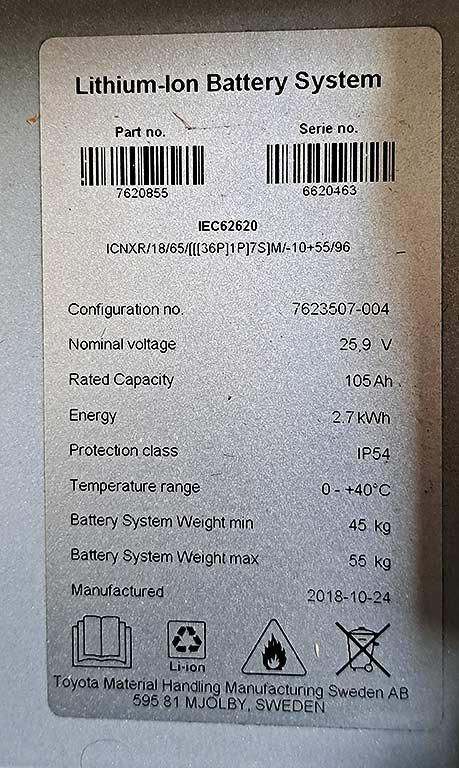 Lithium-Ion Battery System
Part no. Serie no.
7620855 6620463
IEC62620
ICNXR/18/65/[[[36P]1P]7S]M/-10+55/96
Configuration no. 7623507-004
Nominal voltage 25,9 V
Rated Capacity 105 Ah
Energy 2.7 kWh
Protection class IP54
Temperature range 0 - +40°C
Battery System Weight min 45 kg
Battery System Weight max 55 kg
Manufactured 2018-10-24
Li-ion
Toyota Material Handling Manufacturing Sweden AB
595 81 MJÖLBY, SWEDEN